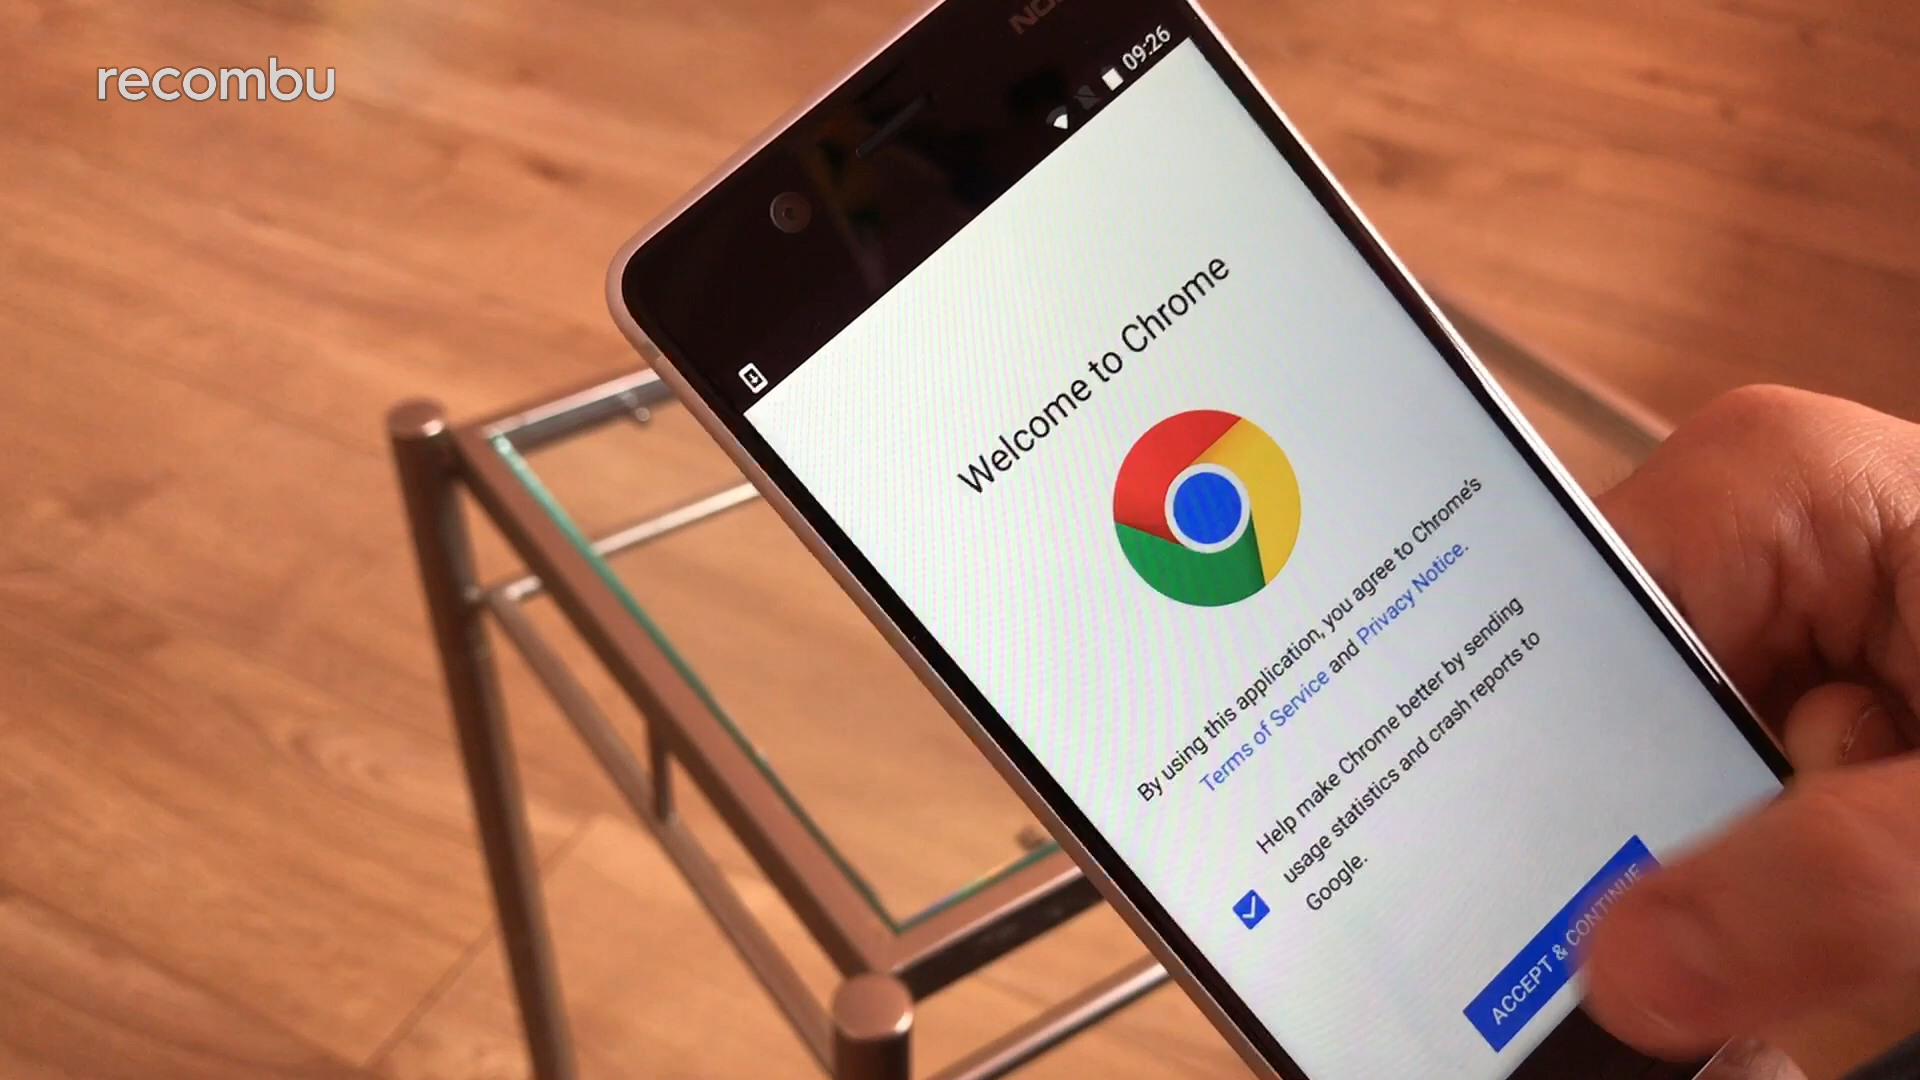 recombu
09:26
Welcome to Chrome
By using this application, you agree to Chrome's
Terms of Service and Privacy Notice.
Help make Chrome better by sending
usage statistics and crash reports to
Google.
ACCEPT & CONTINUE